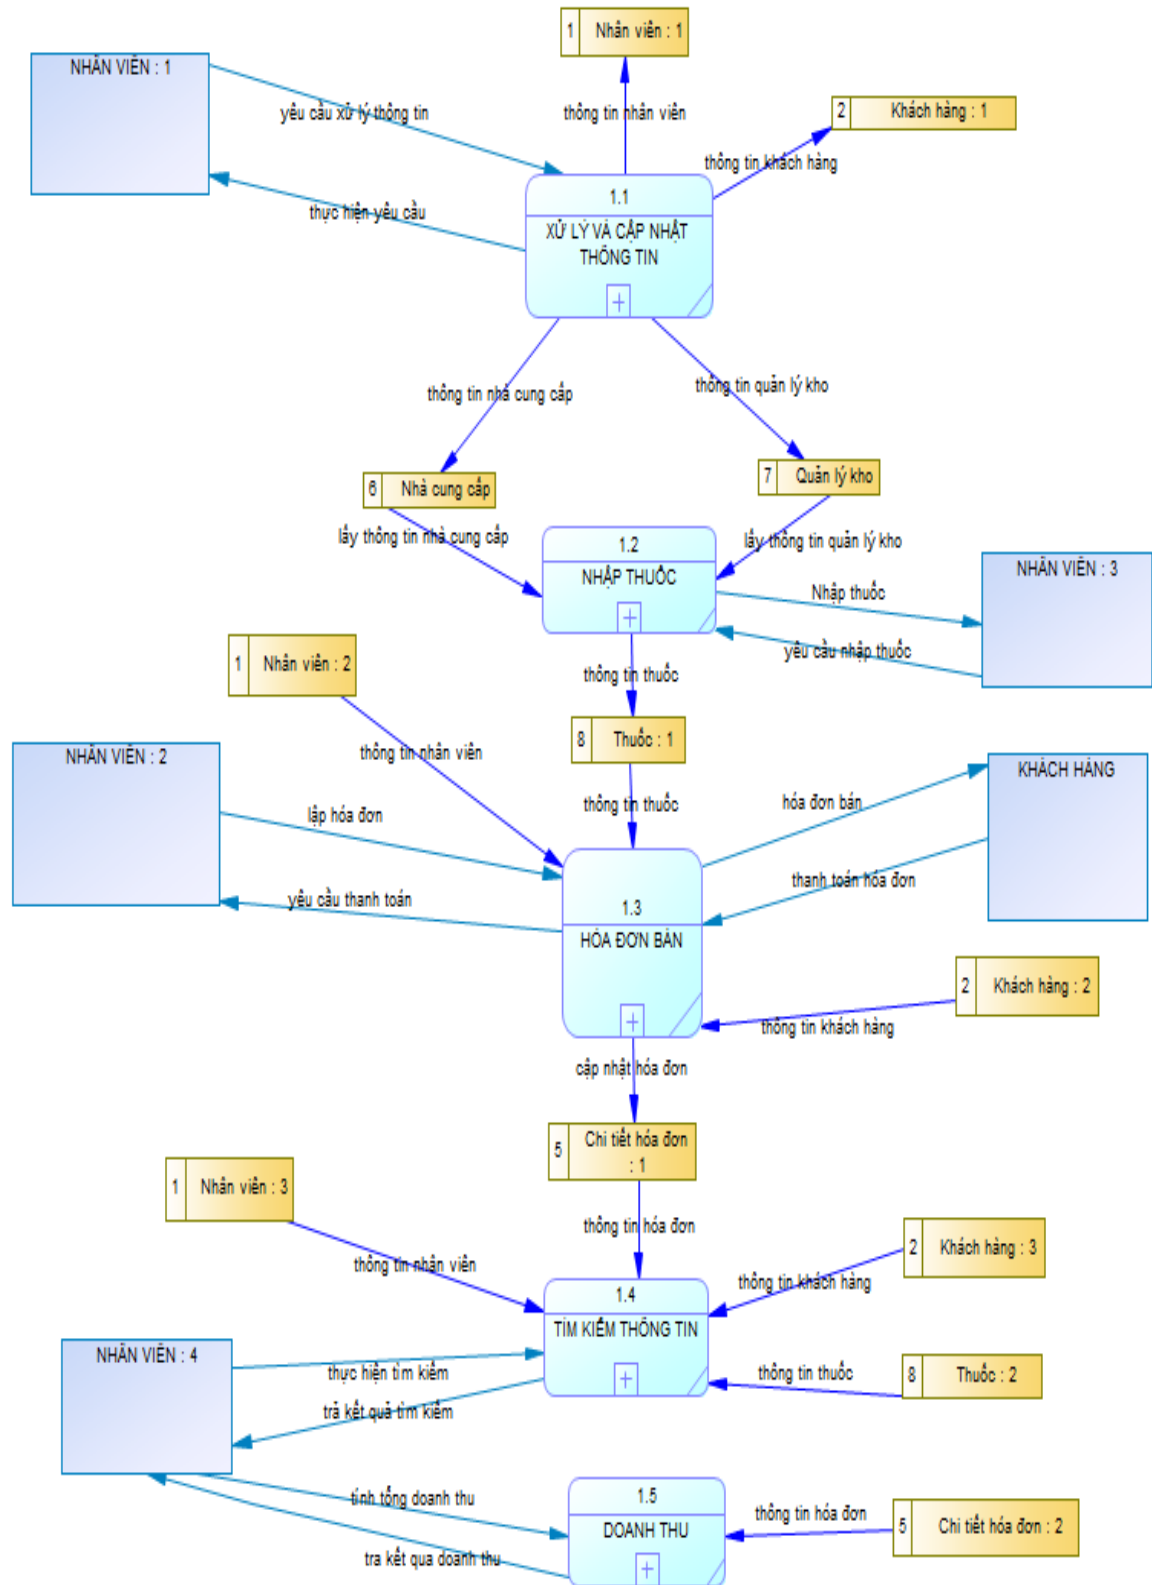 1 Nhân viên : 1
NHÂN VIÊN : 1
yêu cầu xử lý thông tin
thông tin nhân viên
2 Khách hàng : 1
thông tin khách hàng
thực hiện yêu cầu
1.1
XỬ LÝ VÀ CẬP NHẬT
THÔNG TIN
thông tin nhà cung cấp
thông tin quản lý kho
6 Nhà cung cấp
7 Quản lý kho
lấy thông tin nhà cung cấp
lấy thông tin quản lý kho
1.2
NHẬP THUỐC
NHÂN VIÊN : 3
Nhập thuốc
yêu cầu nhập thuốc
1 Nhân viên : 2
thông tin thuốc
8 Thuốc : 1
thông tin nhân viên
NHÂN VIÊN : 2
KHÁCH HÀNG
thông tin thuốc
hóa đơn bán
lập hóa đơn
thanh toán hóa đơn
yêu cầu thanh toán
1.3
HÓA ĐƠN BÁN
2 Khách hàng : 2
thông tin khách hàng
cập nhật hóa đơn
5 Chi tiết hóa đơn
: 1
1 Nhân viên : 3
thông tin hóa đơn
2 Khách hàng : 3
thông tin nhân viên
thông tin khách hàng
1.4
TÌM KIẾM THÔNG TIN
NHÂN VIÊN : 4
thực hiện tìm kiếm
thông tin thuốc
8 Thuốc : 2
trả kết quả tìm kiếm
tính tổng doanh thu
1.5
DOANH THU
thông tin hóa đơn
5 Chi tiết hóa đơn : 2
tra kết qua doanh thu